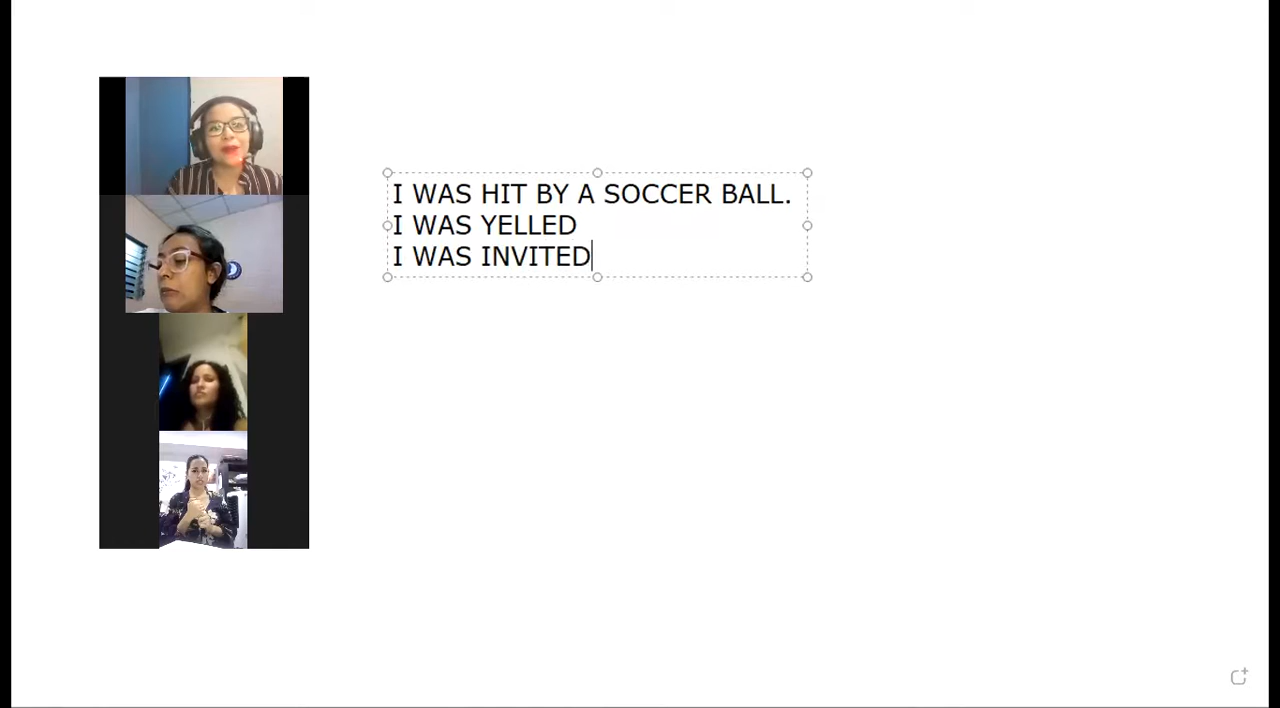 I WAS HIT BY A SOCCER BALL.
I WAS YELLED
I WAS INVITED